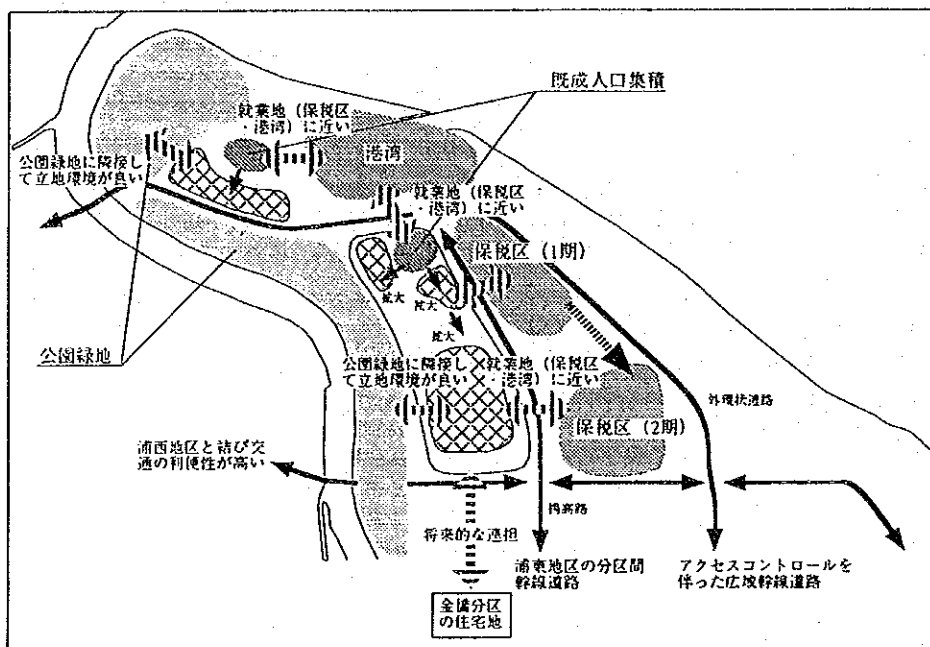 既成人口集積
就業地（保税区
・港湾）に近い
港湾
公園緑地に隣接し
て立地環境が良い
就業地（保税区
・港湾）に近い
保税区（1期）
拡大
拡大
拡大
公園緑地
公園緑地に隣接し
て立地環境が良い
就業地（保税区
・港湾）に近い
外環状道路
保税区（2期）
浦西地区と結び交
通の利便性が高い
楊高路
将来的な連担
浦東地区の分区間
幹線道路
アクセスコントロールを
伴った広域幹線道路
金橋分区
の住宅地